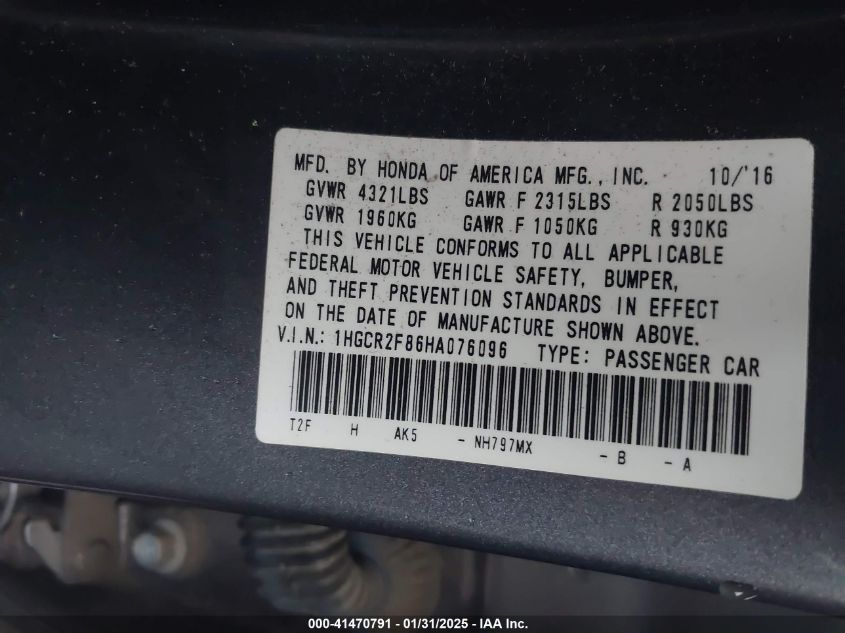 MFD. BY HONDA OF AMERICA MFG., INC. 10/'16
GVWR 4321LBS GAWR F 2315LBS R 2050LBS
GVWR 1960KG GAWR F 1050KG R 930KG
THIS VEHICLE CONFORMS TO ALL APPLICABLE
FEDERAL MOTOR VEHICLE SAFETY, BUMPER,
AND THEFT PREVENTION STANDARDS IN EFFECT
ON THE DATE OF MANUFACTURE SHOWN ABOVE.
V.I.N.: 1HGCR2F86HA076096 TYPE: PASSENGER CAR
T2F H AK5 - NH797MX - B - A
000-41470791 / 01/31/2025 - IAA Inc.